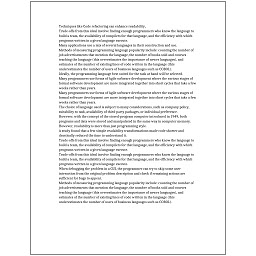 Techniques like Code refactoring can enhance readability.
Trade-offs from this ideal involve finding enough programmers who know the language to
build a team, the availability of compilers for that language, and the efficiency with which
programs written in a given language execute.
Many applications use a mix of several languages in their construction and use.
Methods of measuring programming language popularity include: counting the number of
job advertisements that mention the language, the number of books sold and courses
teaching the language (this overestimates the importance of newer languages), and
estimates of the number of existing lines of code written in the language (this
underestimates the number of users of business languages such as COBOL).
Ideally, the programming language best suited for the task at hand will be selected.
Many programmers use forms of Agile software development where the various stages of
formal software development are more integrated together into short cycles that take a few
weeks rather than years.
Many programmers use forms of Agile software development where the various stages of
formal software development are more integrated together into short cycles that take a few
weeks rather than years.
The choice of language used is subject to many considerations, such as company policy,
suitability to task, availability of third-party packages, or individual preference.
However, with the concept of the stored-program computer introduced in 1949, both
programs and data were stored and manipulated in the same way in computer memory.
However, readability is more than just programming style.
A study found that a few simple readability transformations made code shorter and
drastically reduced the time to understand it.
Trade-offs from this ideal involve finding enough programmers who know the language to
build a team, the availability of compilers for that language, and the efficiency with which
programs written in a given language execute.
Trade-offs from this ideal involve finding enough programmers who know the language to
build a team, the availability of compilers for that language, and the efficiency with which
programs written in a given language execute.
When debugging the problem in a GUI, the programmer can try to skip some user
interaction from the original problem description and check if remaining actions are
sufficient for bugs to appear.
Methods of measuring programming language popularity include: counting the number of
job advertisements that mention the language, the number of books sold and courses
teaching the language (this overestimates the importance of newer languages), and
estimates of the number of existing lines of code written in the language (this
underestimates the number of users of business languages such as COBOL).